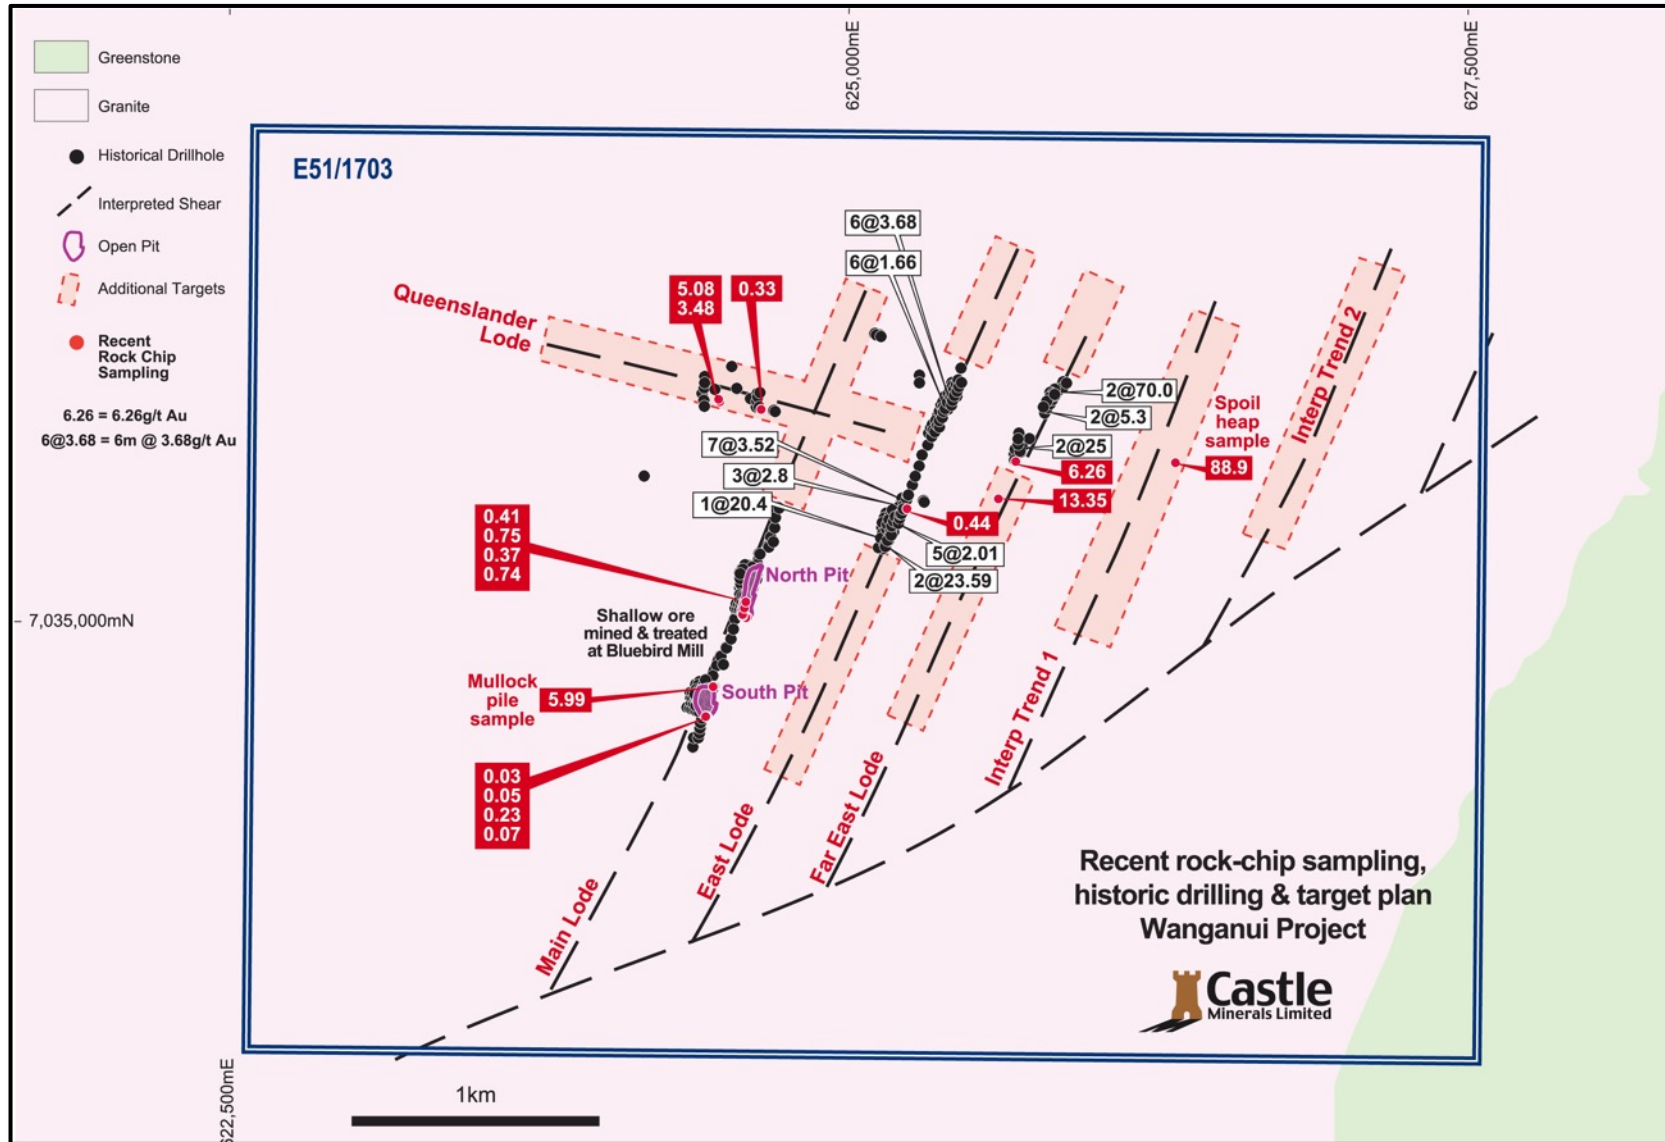 625,000mE
627,500mE
Greenstone
Granite
Historical Drillhole
Interpreted Shear
Open Pit
Additional Targets
Recent
Rock Chip
Sampling
6.26 = 6.26g/t Au
6@3.68 = 6m @ 3.68g/t Au
E51/1703
6@3.68
6@1.66
Queenslander
Lode
5.08
3.48
0.33
Interp Trend 2
2@70.0
2@5.3
2@25
6.26
13.35
Spoil
heap
sample
88.9
7@3.52
3@2.8
1@20.4
0.44
5@2.01
2@23.59
0.41
0.75
0.37
0.74
North Pit
7,035,000mN
Shallow ore
mined & treated
at Bluebird Mill
Mullock
pile
sample
5.99
South Pit
0.03
0.05
0.23
0.07
Main Lode
East Lode
Far East Lode
Interp Trend 1
Recent rock-chip sampling,
historic drilling & target plan
Wanganui Project
Castle
Minerals Limited
622,500mE
1km